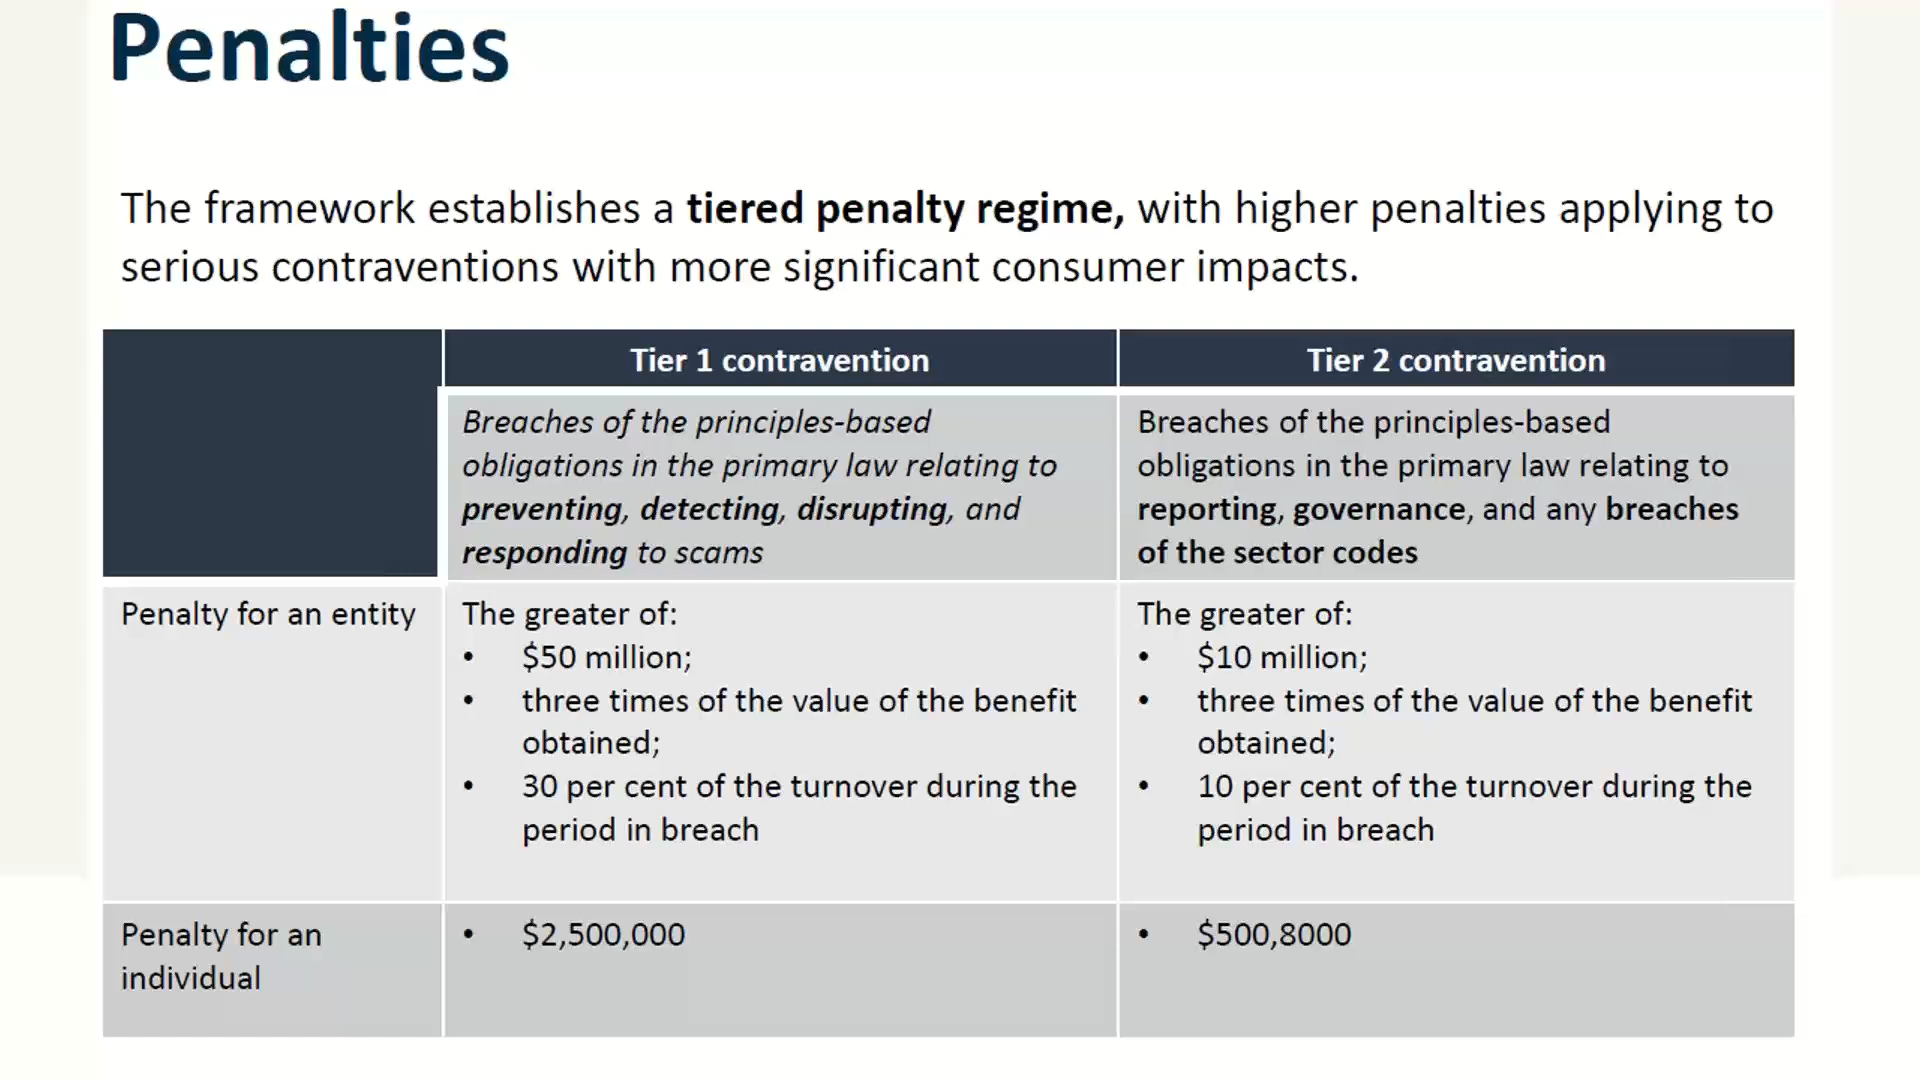 Penalties
The framework establishes a tiered penalty regime, with higher penalties applying to
serious contraventions with more significant consumer impacts.
Tier 1 contravention
Tier 2 contravention
Breaches of the principles-based
obligations in the primary law relating to
preventing, detecting, disrupting, and
responding to scams
Breaches of the principles-based
obligations in the primary law relating to
reporting, governance, and any breaches
of the sector codes
Penalty for an entity
The greater of:
• $50 million;
• three times of the value of the benefit
obtained;
• 30 per cent of the turnover during the
period in breach
The greater of:
• $10 million;
• three times of the value of the benefit
obtained;
• 10 per cent of the turnover during the
period in breach
Penalty for an
individual
• $2,500,000
• $500,8000